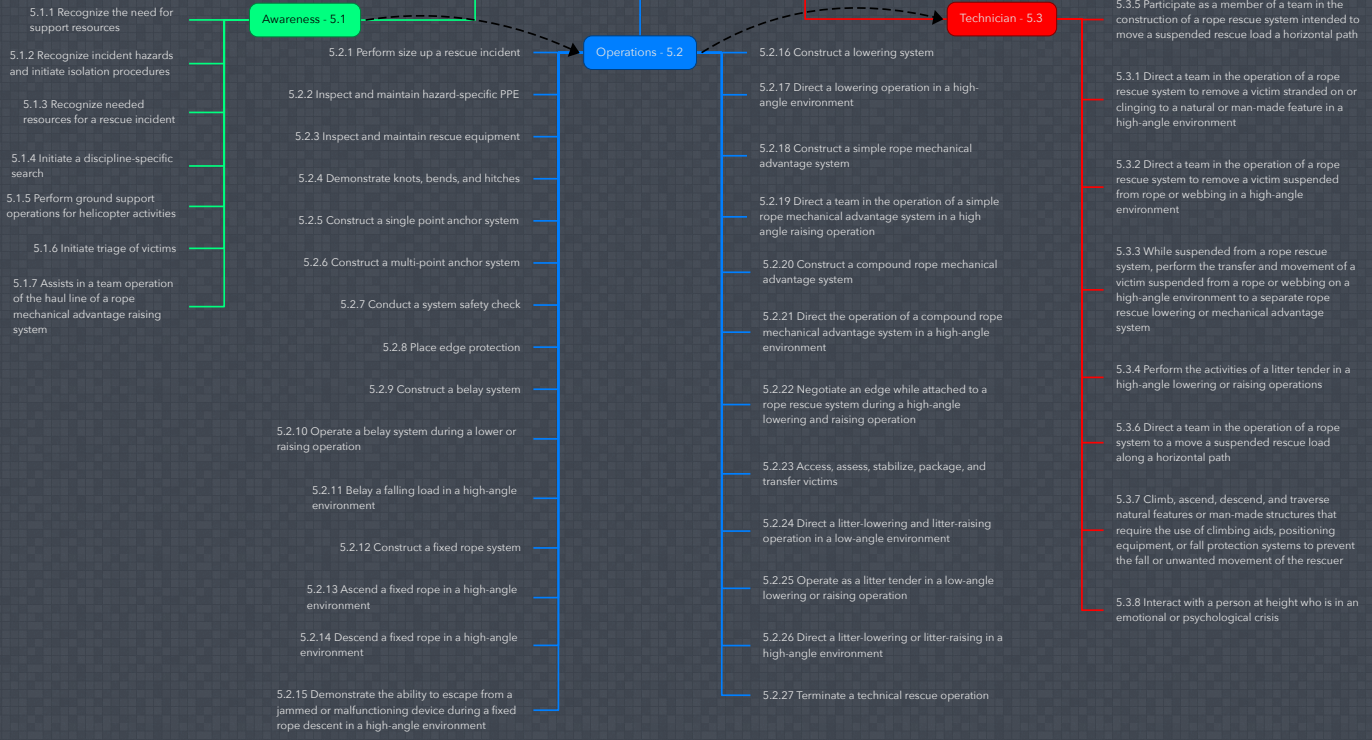 5.1.1 Recognize the need for
support resources
5.1.2 Recognize incident hazards
and initiate isolation procedures
5.1.3 Recognize needed
resources for a rescue incident
5.1.4 Initiate a discipline-specific
search
5.1.5 Perform ground support
operations for helicopter activities
5.1.6 Initiate triage of victims
5.1.7 Assists in a team operation
of the haul line of a rope
mechanical advantage raising
system
Awareness - 5.1
5.2.1 Perform size up a rescue incident
5.2.2 Inspect and maintain hazard-specific PPE
5.2.3 Inspect and maintain rescue equipment
5.2.4 Demonstrate knots, bends, and hitches
5.2.5 Construct a single point anchor system
5.2.6 Construct a multi-point anchor system
5.2.7 Conduct a system safety check
5.2.8 Place edge protection
5.2.9 Construct a belay system
5.2.10 Operate a belay system during a lower or
raising operation
5.2.11 Belay a falling load in a high-angle
environment
5.2.12 Construct a fixed rope system
5.2.13 Ascend a fixed rope in a high-angle
environment
5.2.14 Descend a fixed rope in a high-angle
environment
5.2.15 Demonstrate the ability to escape from a
jammed or malfunctioning device during a fixed
rope descent in a high-angle environment
Operations - 5.2
5.2.16 Construct a lowering system
5.2.17 Direct a lowering operation in a high-
angle environment
5.2.18 Construct a simple rope mechanical
advantage system
5.2.19 Direct a team in the operation of a simple
rope mechanical advantage system in a high
angle raising operation
5.2.20 Construct a compound rope mechanical
advantage system
5.2.21 Direct the operation of a compound rope
mechanical advantage system in a high-angle
environment
5.2.22 Negotiate an edge while attached to a
rope rescue system during a high-angle
lowering and raising operation
5.2.23 Access, assess, stabilize, package, and
transfer victims
5.2.24 Direct a litter-lowering and litter-raising
operation in a low-angle environment
5.2.25 Operate as a litter tender in a low-angle
lowering or raising operation
5.2.26 Direct a litter-lowering or litter-raising in a
high-angle environment
5.2.27 Terminate a technical rescue operation
Technician - 5.3
5.3.5 Participate as a member of a team in the
construction of a rope rescue system intended to
move a suspended rescue load a horizontal path
5.3.1 Direct a team in the operation of a rope
rescue system to remove a victim stranded on or
clinging to a natural or man-made feature in a
high-angle environment
5.3.2 Direct a team in the operation of a rope
rescue system to remove a victim suspended
from rope or webbing in a high-angle
environment
5.3.3 While suspended from a rope rescue
system, perform the transfer and movement of a
victim suspended from a rope or webbing on a
high-angle environment to a separate rope
rescue lowering or mechanical advantage
system
5.3.4 Perform the activities of a litter tender in a
high-angle lowering or raising operations
5.3.6 Direct a team in the operation of a rope
system to a move a suspended rescue load
along a horizontal path
5.3.7 Climb, ascend, descend, and traverse
natural features or man-made structures that
require the use of climbing aids, positioning
equipment, or fall protection systems to prevent
the fall or unwanted movement of the rescuer
5.3.8 Interact with a person at height who is in an
emotional or psychological crisis